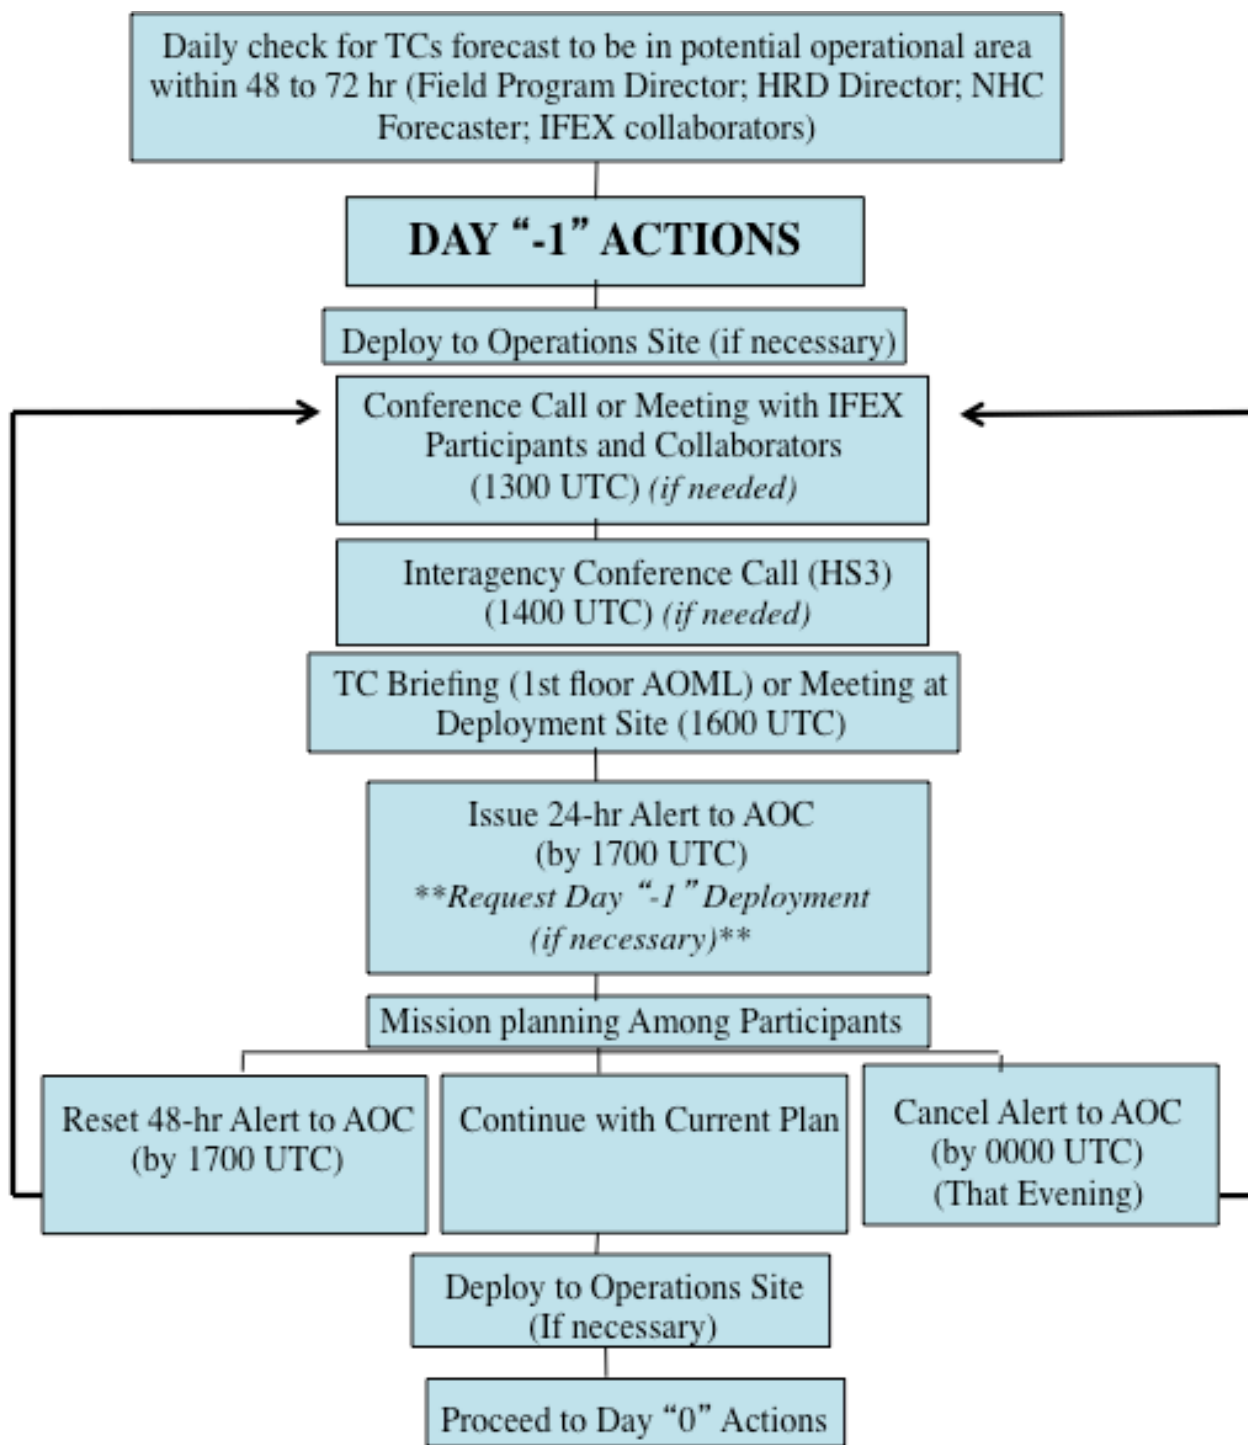 Daily check for TCs forecast to be in potential operational area
within 48 to 72 hr (Field Program Director; HRD Director; NHC
Forecaster; IFEX collaborators)
DAY “-1” ACTIONS
Deploy to Operations Site (if necessary)
Conference Call or Meeting with IFEX
Participants and Collaborators
(1300 UTC) (if needed)
Interagency Conference Call (HS3)
(1400 UTC) (if needed)
TC Briefing (1st floor AOML) or Meeting at
Deployment Site (1600 UTC)
Issue 24-hr Alert to AOC
(by 1700 UTC)
**Request Day “-1” Deployment
(if necessary)**
Mission planning Among Participants
Reset 48-hr Alert to AOC
(by 1700 UTC)
Continue with Current Plan
Cancel Alert to AOC
(by 0000 UTC)
(That Evening)
Deploy to Operations Site
(If necessary)
Proceed to Day “0” Actions